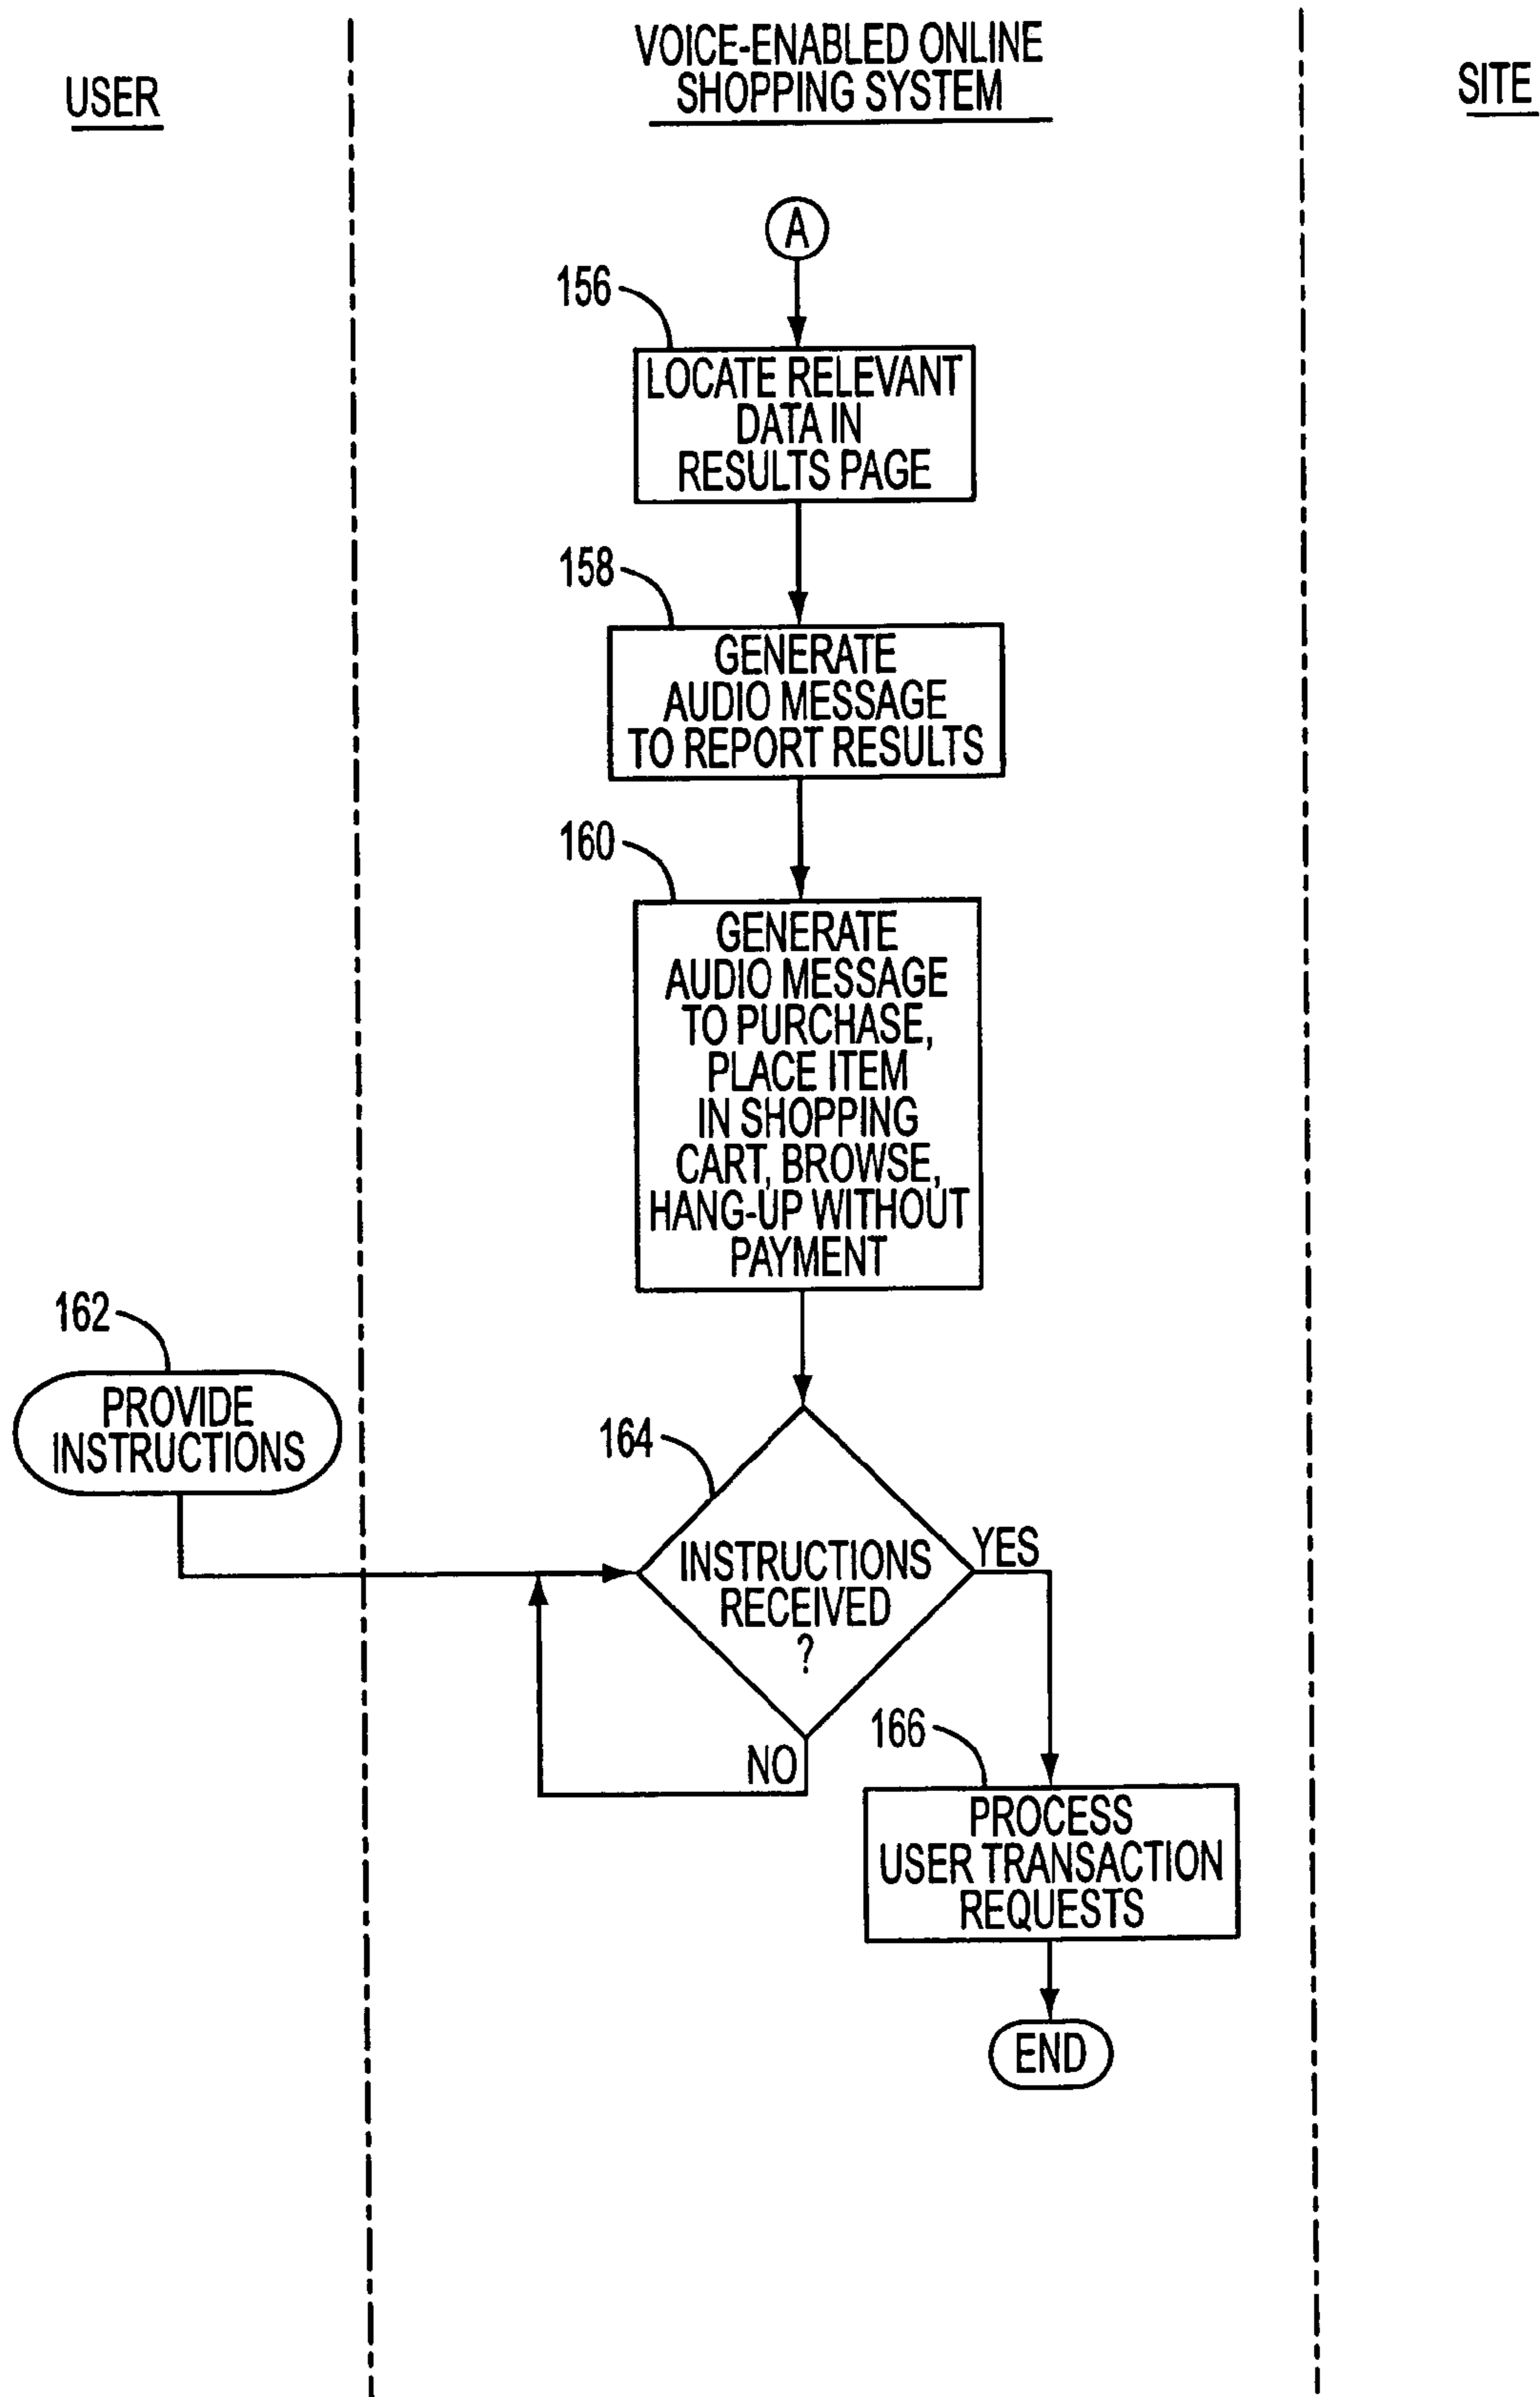 USER
VOICE-ENABLED ONLINE
SHOPPING SYSTEM
SITE
A
156
LOCATE RELEVANT
DATA IN
RESULTS PAGE
158
GENERATE
AUDIO MESSAGE
TO REPORT RESULTS
160
GENERATE
AUDIO MESSAGE
TO PURCHASE,
PLACE ITEM
IN SHOPPING
CART, BROWSE,
HANG-UP WITHOUT
PAYMENT
162
PROVIDE
INSTRUCTIONS
164
INSTRUCTIONS
RECEIVED
?
YES
NO
166
PROCESS
USER TRANSACTION
REQUESTS
END